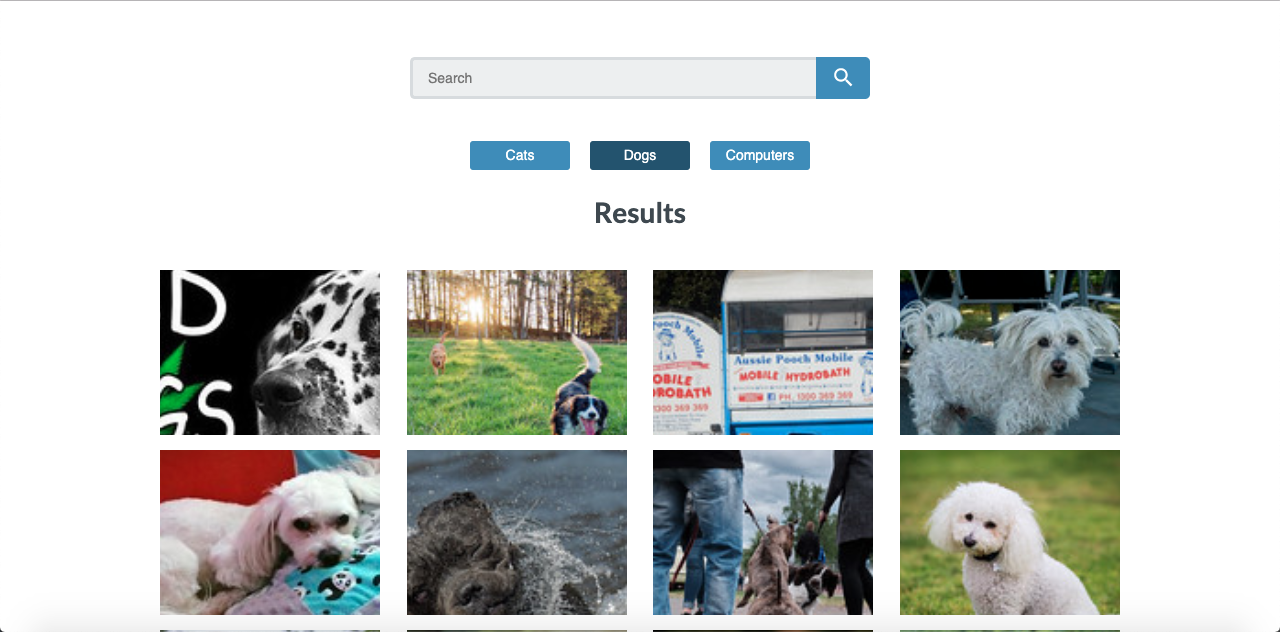 Search
Cats
Dogs
Computers
Results
D
GS
Pooch Mobile
OBILE
ROBATH
1300 369 369
Aussie Pooch Mobile
MOBILE HYDROBATH
PH. 1300 369 369